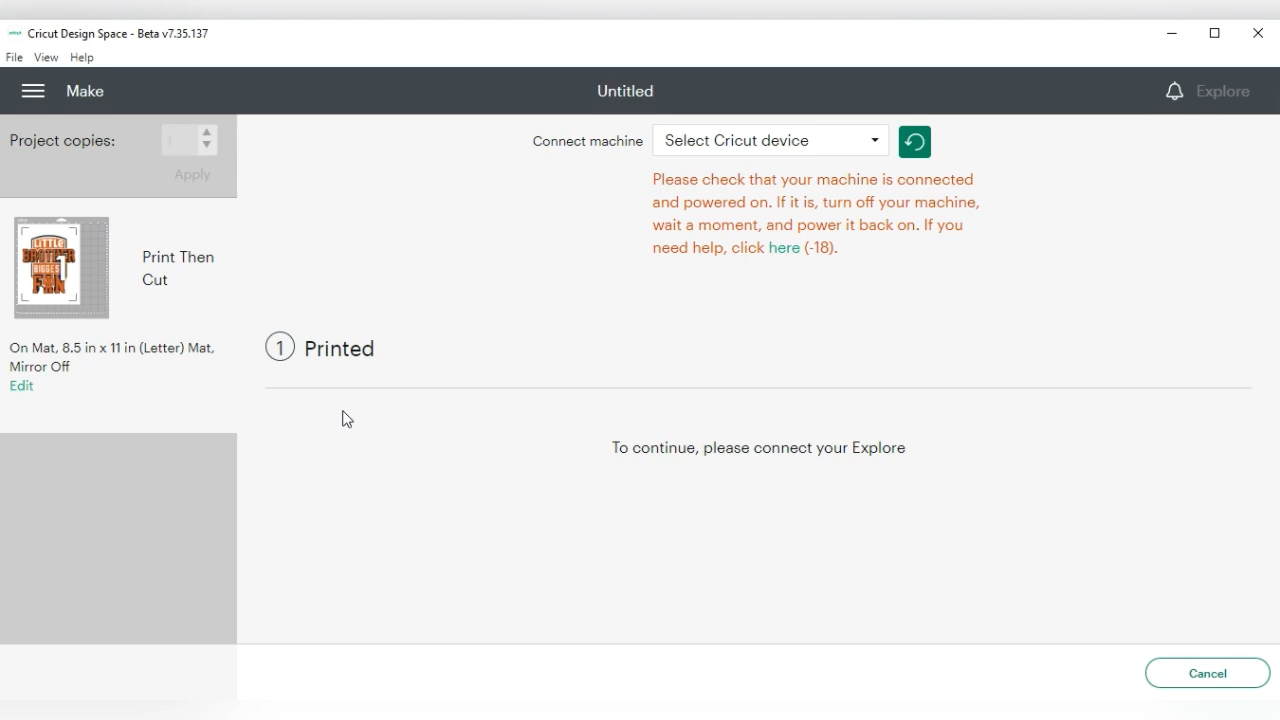 Cricut Design Space - Beta v7.35.137
File View Help
Make
Untitled
Explore
Project copies:
Apply
Connect machine
Select Cricut device
Please check that your machine is connected
and powered on. If it is, turn off your machine,
wait a moment, and power it back on. If you
need help, click here (-18).
LITTLE
BROTHER
BIGGEST
FAN
Print Then
Cut
On Mat, 8.5 in x 11 in (Letter) Mat,
Mirror Off
Edit
1 Printed
To continue, please connect your Explore
Cancel